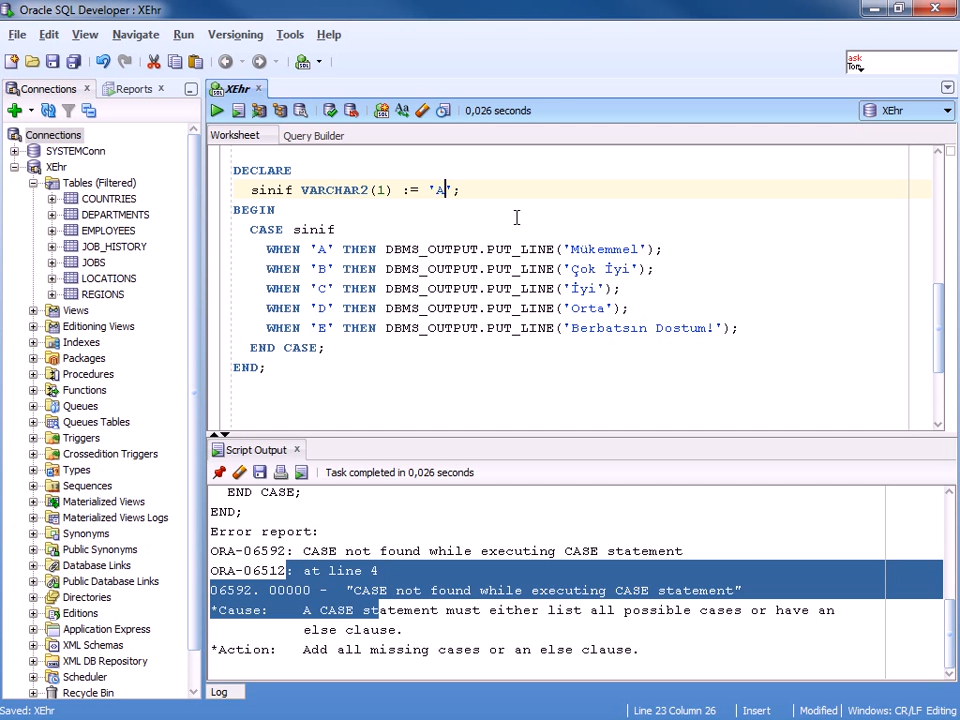 Oracle SQL Developer : XEhr
File Edit View Navigate Run Versioning Tools Help
ask
Tom
Connections Reports
Connections
SYSTEMConn
XEhr
Tables (Filtered)
COUNTRIES
DEPARTMENTS
EMPLOYEES
JOB_HISTORY
JOBS
LOCATIONS
REGIONS
Views
Editioning Views
Indexes
Packages
Procedures
Functions
Queues
Queues Tables
Triggers
Crossedition Triggers
Types
Sequences
Materialized Views
Materialized Views Logs
Synonyms
Public Synonyms
Database Links
Public Database Links
Directories
Editions
Application Express
XML Schemas
XML DB Repository
Scheduler
Recycle Bin
XEhr
0,026 seconds
XEhr
Worksheet Query Builder
DECLARE
sinif VARCHAR2(1) := 'A';
BEGIN
CASE sinif
WHEN 'A' THEN DBMS_OUTPUT.PUT_LINE('Mükemmel');
WHEN 'B' THEN DBMS_OUTPUT.PUT_LINE('Çok İyi');
WHEN 'C' THEN DBMS_OUTPUT.PUT_LINE('İyi');
WHEN 'D' THEN DBMS_OUTPUT.PUT_LINE('Orta');
WHEN 'E' THEN DBMS_OUTPUT.PUT_LINE('Berbatsın Dostum!');
END CASE;
END;
Script Output
Task completed in 0,026 seconds
END CASE;
END;
Error report:
ORA-06592: CASE not found while executing CASE statement
ORA-06512: at line 4
06592. 00000 - "CASE not found while executing CASE statement"
*Cause: A CASE statement must either list all possible cases or have an
else clause.
*Action: Add all missing cases or an else clause.
Log
Saved: XEhr
Line 23 Column 26 Insert Modified Windows: CR/LF Editing